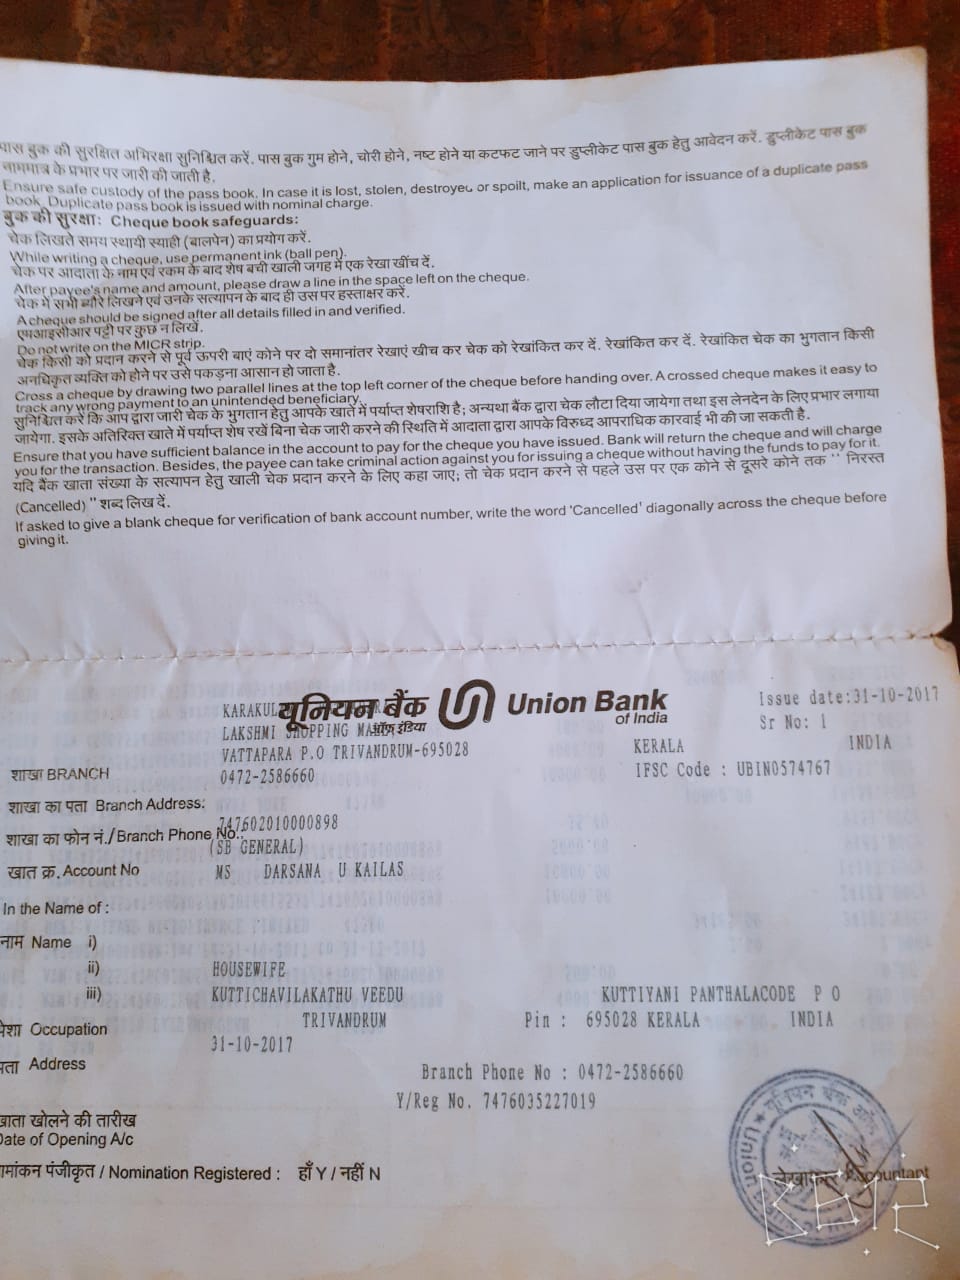 पास बुक की सुरक्षित अभिरक्षा सुनिश्चित करें. पास बुक गुम होने, चोरी होने, नष्ट होने या कटफट जाने पर डुप्लीकेट पास बुक हेतु आवेदन करें. डुप्लीकेट पास बुक
नाममात्र के प्रभार पर जारी की जाती है.
Ensure safe custody of the pass book. In case it is lost, stolen, destroyed or spoilt, make an application for issuance of a duplicate pass
book. Duplicate pass book is issued with nominal charge.
बुक की सुरक्षा: Cheque book safeguards:
चेक लिखते समय स्थायी स्याही (बालपेन) का प्रयोग करें.
While writing a cheque, use permanent ink (ball pen).
चेक पर आदाता के नाम एवं रकम के बाद शेष बची खाली जगह में एक रेखा खींच दें.
After payee's name and amount, please draw a line in the space left on the cheque.
चेक में सभी ब्यौरे लिखने एवं उनके सत्यापन के बाद ही उस पर हस्ताक्षर करें.
A cheque should be signed after all details filled in and verified.
एमआइसीआर पट्टी पर कुछ न लिखें.
Do not write on the MICR strip.
चेक किसी को प्रदान करने से पूर्व ऊपरी बाएं कोने पर दो समानांतर रेखाएं खीच कर चेक को रेखांकित कर दें. रेखांकित कर दें. रेखांकित चेक का भुगतान किसी
अनधिकृत व्यक्ति को होने पर उसे पकड़ना आसान हो जाता है.
Cross a cheque by drawing two parallel lines at the top left corner of the cheque before handing over. A crossed cheque makes it easy to
track any wrong payment to an unintended beneficiary.
सुनिश्चित करें कि आप द्वारा जारी चेक के भुगतान हेतु आपके खाते में पर्याप्त शेषराशि है; अन्यथा बैंक द्वारा चेक लौटा दिया जायेगा तथा इस लेनदेन के लिए प्रभार लगाया
जायेगा. इसके अतिरिक्त खाते में पर्याप्त शेष रखें बिना चेक जारी करने की स्थिति में आदाता द्वारा आपके विरुध्द आपराधिक कारवाई भी की जा सकती है.
Ensure that you have sufficient balance in the account to pay for the cheque you have issued. Bank will return the cheque and will charge
you for the transaction. Besides, the payee can take criminal action against you for issuing a cheque without having the funds to pay for it.
यदि बैंक खाता संख्या के सत्यापन हेतु खाली चेक प्रदान करने के लिए कहा जाए; तो चेक प्रदान करने से पहले उस पर एक कोने से दूसरे कोने तक '' निरस्त
(Cancelled) '' शब्द लिख दें.
If asked to give a blank cheque for verification of bank account number, write the word 'Cancelled' diagonally across the cheque before
giving it.
यूनियन बैंक Union Bank
ऑफ इंडिया of India
Issue date:31-10-2017
Sr No: 1
LAKSHMI SHOPPING
KERALA INDIA
VATTAPARA P.O TRIVANDRUM-695028
IFSC Code : UBIN0574767
शाखा BRANCH 0472-2586660
शाखा का पता Branch Address:
747602010000898
शाखा का फोन नं./Branch Phone No.:
(SB GENERAL)
खात क्र. Account No MS DARSANA U KAILAS
In the Name of :
नाम Name i)
ii) HOUSEWIFE
iii) KUTTICHAVILAKATHU VEEDU KUTTIYANI PANTHALACODE P O
TRIVANDRUM Pin : 695028 KERALA INDIA
पेशा Occupation
31-10-2017
पता Address
Branch Phone No : 0472-2586660
Y/Reg No. 7476035227019
खाता खोलने की तारीख
Date of Opening A/c
नामांकन पंजीकृत / Nomination Registered : हाँ Y / नहीं N
लेखाकार Accountant
यूनियन बैंक ऑफ
Union